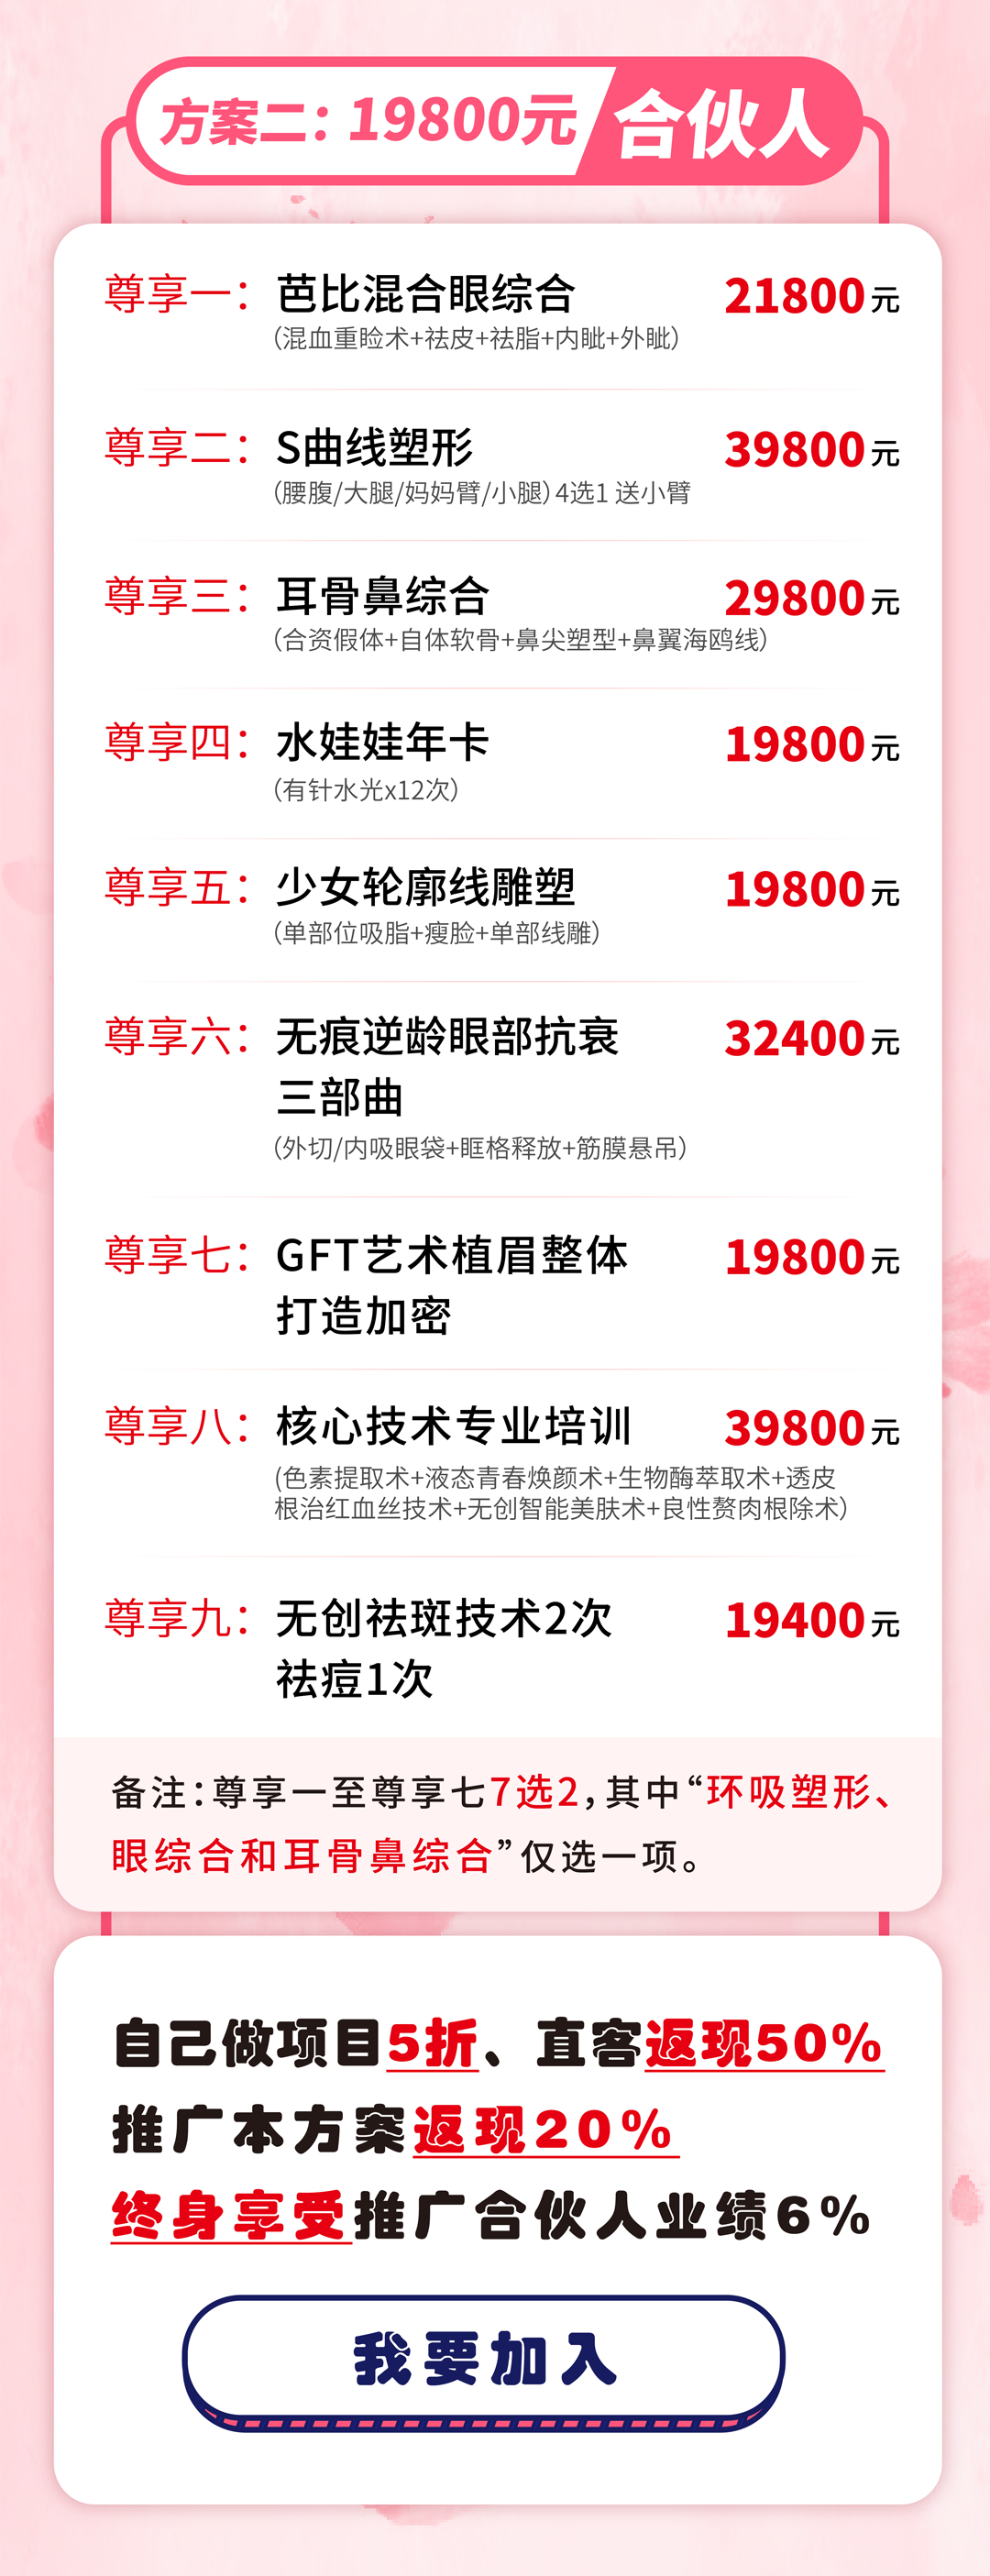 方案二：19800元 合伙人
尊享一：芭比混合眼综合 21800元
（混血重睑术+祛皮+祛脂+内眦+外眦）
尊享二：S曲线塑形 39800元
（腰腹/大腿/妈妈臂/小腿）4选1 送小臂
尊享三：耳骨鼻综合 29800元
（合资假体+自体软骨+鼻尖塑型+鼻翼海鸥线）
尊享四：水娃娃年卡 19800元
（有针水光x12次）
尊享五：少女轮廓线雕塑 19800元
（单部位吸脂+瘦脸+单部线雕）
尊享六：无痕逆龄眼部抗衰 32400元
三部曲
（外切/内吸眼袋+眶格释放+筋膜悬吊）
尊享七：GFT艺术植眉整体 19800元
打造加密
尊享八：核心技术专业培训 39800元
(色素提取术+液态青春焕颜术+生物酶萃取术+透皮
根治红血丝技术+无创智能美肤术+良性赘肉根除术）
尊享九：无创祛斑技术2次 19400元
祛痘1次
备注：尊享一至尊享七7选2，其中“环吸塑形、
眼综合和耳骨鼻综合”仅选一项。
自己做项目5折、直客返现50%
推广本方案返现20%
终身享受推广合伙人业绩6%
我要加入